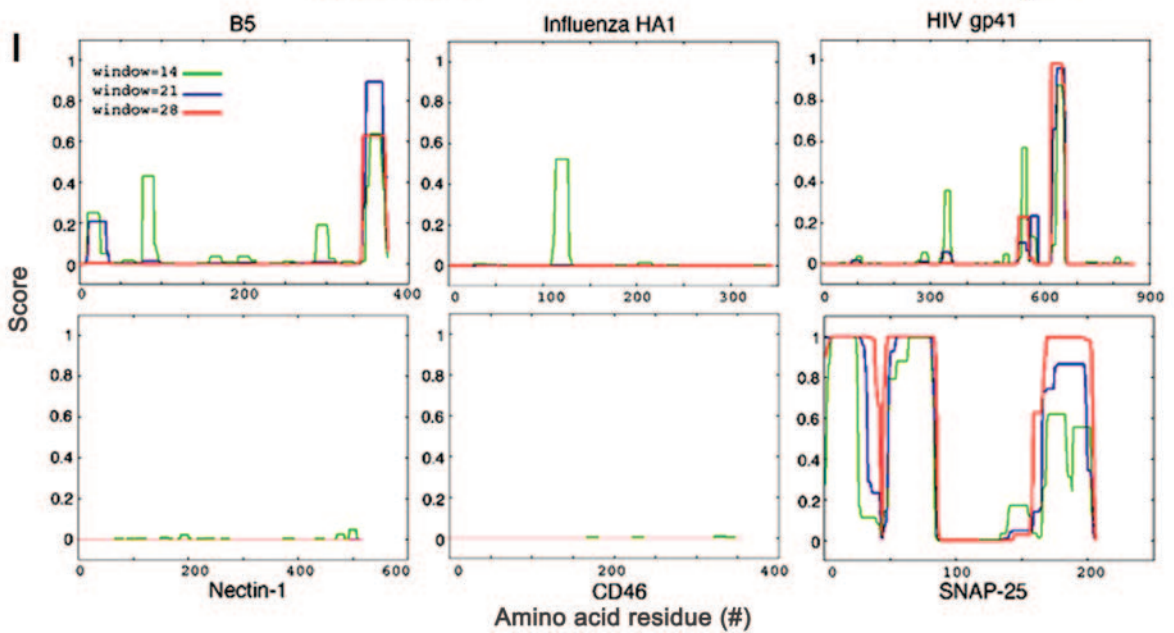 B5 Influenza HA1 HIV gp41
I
window=14
window=21
window=28
1 1 1
0.8 0.8 0.8
0.6 0.6 0.6
0.4 0.4 0.4
0.2 0.2 0.2
0 0 0
0 200 400 0 100 200 300 0 300 600 900
Score
1 1 1
0.8 0.8 0.8
0.6 0.6 0.6
0.4 0.4 0.4
0.2 0.2 0.2
0 0 0
0 200 400 600 0 200 400 0 100 200
Nectin-1 CD46 SNAP-25
Amino acid residue (#)